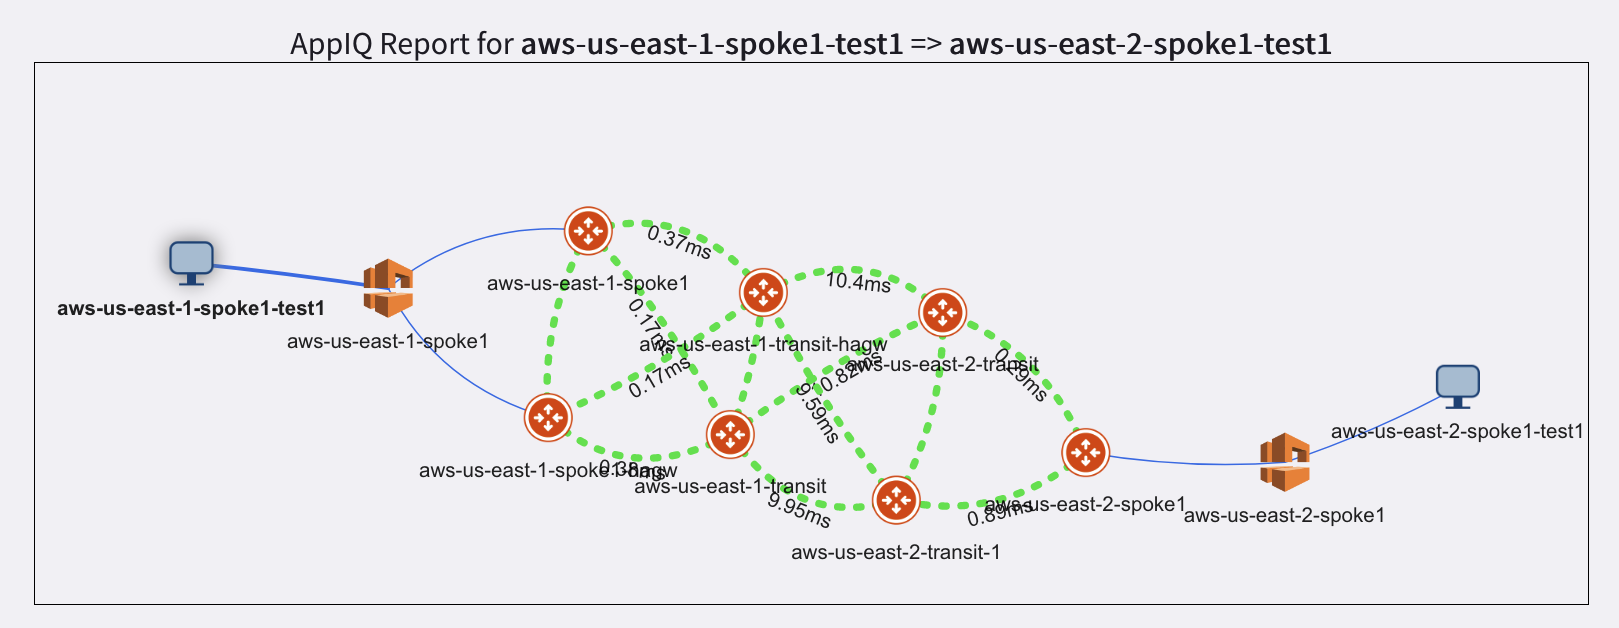 AppIQ Report for aws-us-east-1-spoke1-test1 => aws-us-east-2-spoke1-test1
0.37ms
aws-us-east-1-spoke1-test1
aws-us-east-1-spoke1
10.4ms
aws-us-east-1-spoke1
0.17ms
aws-us-east-1-transit-hagw
aws-us-east-2-transit
0.17ms
0.29ms
9.59ms
aws-us-east-2-spoke1-test1
aws-us-east-1-spoke1-hagw
0.38ms
aws-us-east-1-transit
9.95ms
0.89ms
aws-us-east-2-spoke1
aws-us-east-2-spoke1
aws-us-east-2-transit-1